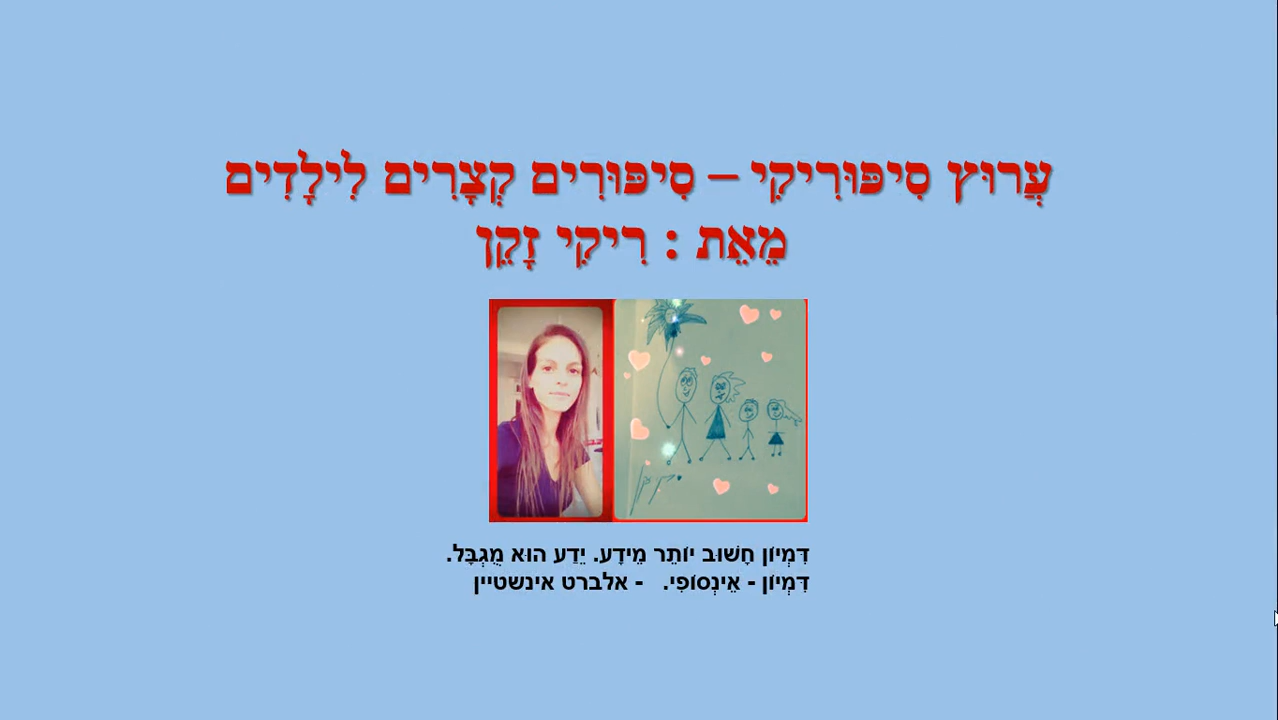 עֲרוּץ סִיפּוּרִיקִי – סִיפּוּרִים קְצָרִים לִילָדִים
מֵאֵת : רִיקִי זָקֵן
דִּמְיוֹן חָשׁוּב יוֹתֵר מֵידָע. יֵדַע הוּא מֻגְבָּל.
דִּמְיוֹן - אֵינְסוֹפִי. - אלברט אינשטיין